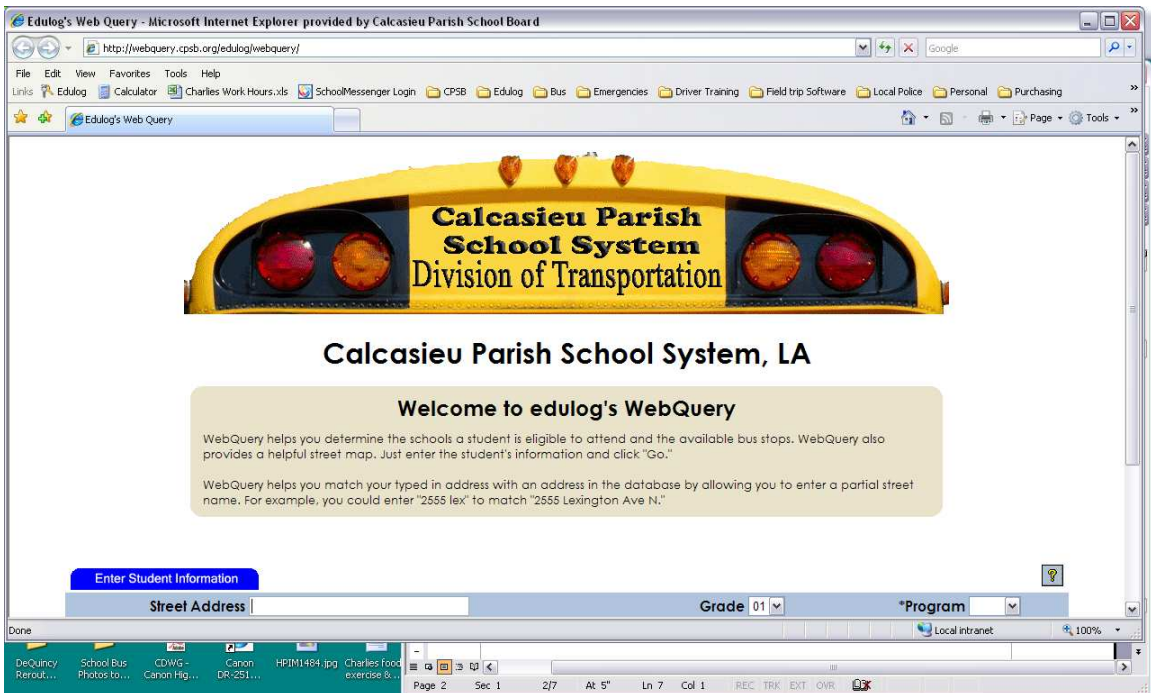 Edulog's Web Query - Microsoft Internet Explorer provided by Calcasieu Parish School Board
http://webquery.cpsb.org/edulog/webquery/
Google
File Edit View Favorites Tools Help
Links Edulog Calculator Charlies Work Hours.xls SchoolMessenger Login CPSB Edulog Bus Emergencies Driver Training Field trip Software Local Police Personal Purchasing »
Edulog's Web Query
Page Tools »
Calcasieu Parish
School System
Division of Transportation
Calcasieu Parish School System, LA
Welcome to edulog's WebQuery
WebQuery helps you determine the schools a student is eligible to attend and the available bus stops. WebQuery also
provides a helpful street map. Just enter the student's information and click "Go."
WebQuery helps you match your typed in address with an address in the database by allowing you to enter a partial street
name. For example, you could enter "2555 lex" to match "2555 Lexington Ave N."
Enter Student Information
?
Street Address Grade 01 *Program
Done Local intranet 100%
DeQuincy School Bus CDWG - Canon HPIM1484.jpg Charlies food
Rerout... Photos to... Canon Hig... DR-251... exercise &...
Page 2 Sec 1 2/7 At 5" Ln 7 Col 1 REC TRK EXT OVR